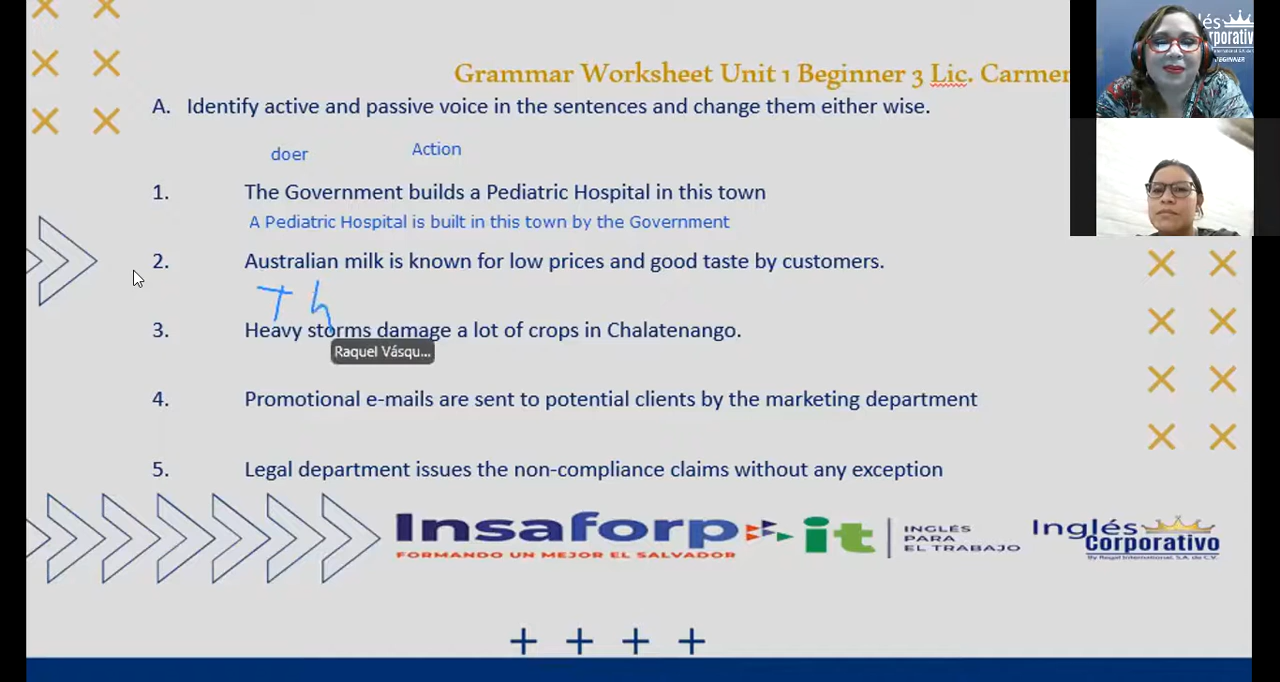 Grammar Worksheet Unit 1 Beginner 3 Lic. Carmen
A. Identify active and passive voice in the sentences and change them either wise.
doer Action
1. The Government builds a Pediatric Hospital in this town
A Pediatric Hospital is built in this town by the Government
2. Australian milk is known for low prices and good taste by customers.
Th
3. Heavy storms damage a lot of crops in Chalatenango.
Raquel Vásqu...
4. Promotional e-mails are sent to potential clients by the marketing department
5. Legal department issues the non-compliance claims without any exception
Insaforp
FORMANDO UN MEJOR EL SALVADOR
it
INGLÉS
PARA
EL TRABAJO
Inglés
Corporativo